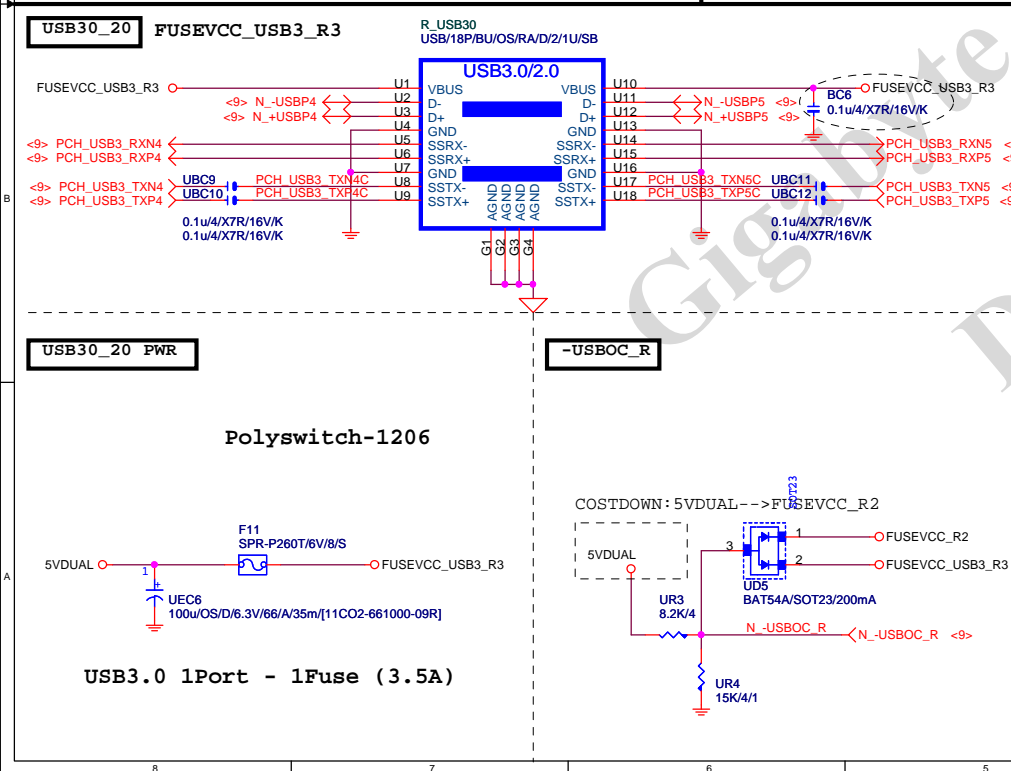 USB30_20 FUSEVCC_USB3_R3
R_USB30
USB/18P/BU/OS/RA/D/2/1U/SB
USB3.0/2.0
FUSEVCC_USB3_R3 U1 VBUS VBUS U10 FUSEVCC_USB3_R3
<9> N_-USBP4 U2 D- D- U11 N_-USBP5 <9> BC6
<9> N_+USBP4 U3 D+ D+ U12 N_+USBP5 <9> 0.1u/4/X7R/16V/K
U4 GND GND U13
<9> PCH_USB3_RXN4 U5 SSRX- SSRX- U14 PCH_USB3_RXN5
<9> PCH_USB3_RXP4 U6 SSRX+ SSRX+ U15 PCH_USB3_RXP5
U7 GND GND U16
<9> PCH_USB3_TXN4 UBC9 PCH_USB3_TXN4C U8 SSTX- SSTX- U17 PCH_USB3_TXN5C UBC11 PCH_USB3_TXN5
<9> PCH_USB3_TXP4 UBC10 PCH_USB3_TXP4C U9 SSTX+ SSTX+ U18 PCH_USB3_TXP5C UBC12 PCH_USB3_TXP5
AGND AGND AGND AGND
0.1u/4/X7R/16V/K 0.1u/4/X7R/16V/K
0.1u/4/X7R/16V/K 0.1u/4/X7R/16V/K
G1 G2 G3 G4
Gigabyte
B
USB30_20 PWR
-USBOC_R
Polyswitch-1206
SOT23
COSTDOWN:5VDUAL-->FUSEVCC_R2
F11
SPR-P260T/6V/8/S
5VDUAL FUSEVCC_USB3_R3
1
+
UEC6
100u/OS/D/6.3V/66/A/35m/[11CO2-661000-09R]
USB3.0 1Port - 1Fuse (3.5A)
5VDUAL
3 1 FUSEVCC_R2
2 FUSEVCC_USB3_R3
UD5
BAT54A/SOT23/200mA
UR3
8.2K/4
N_-USBOC_R N_-USBOC_R <9>
UR4
15K/4/1
A
8 7 6 5